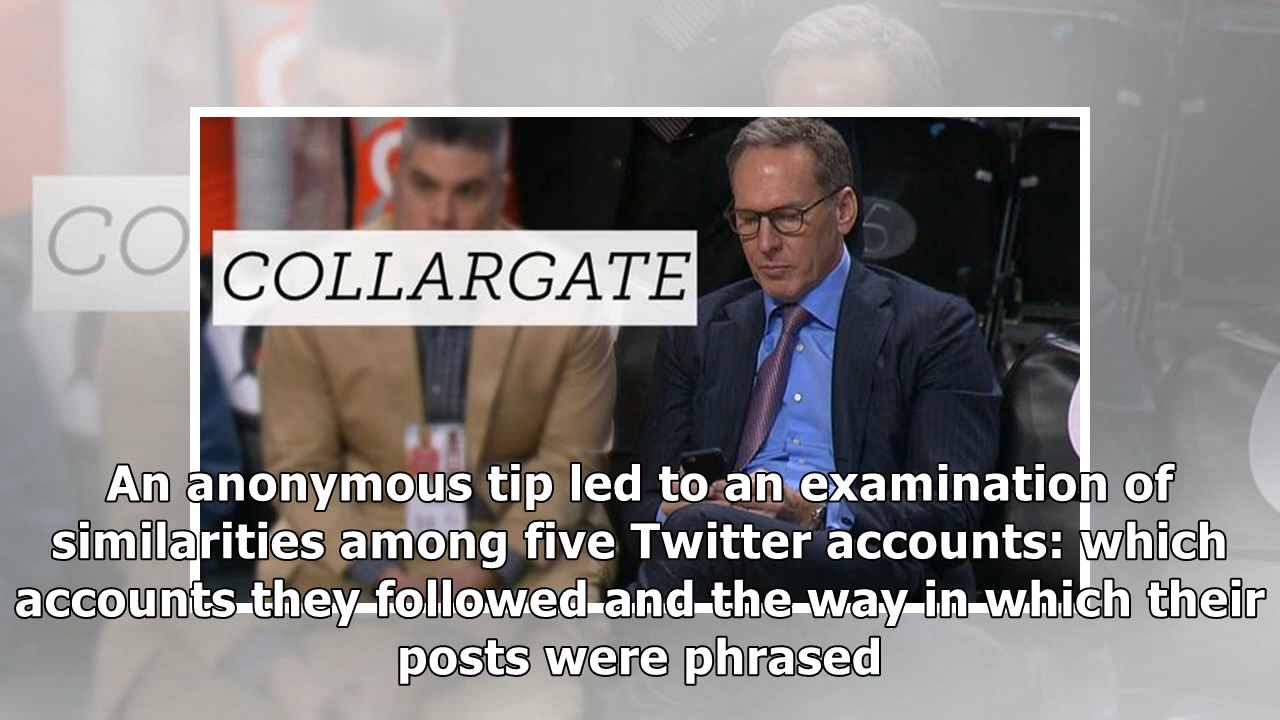 COLLARGATE
CO
An anonymous tip led to an examination of
similarities among five Twitter accounts: which
accounts they followed and the way in which their
posts were phrased